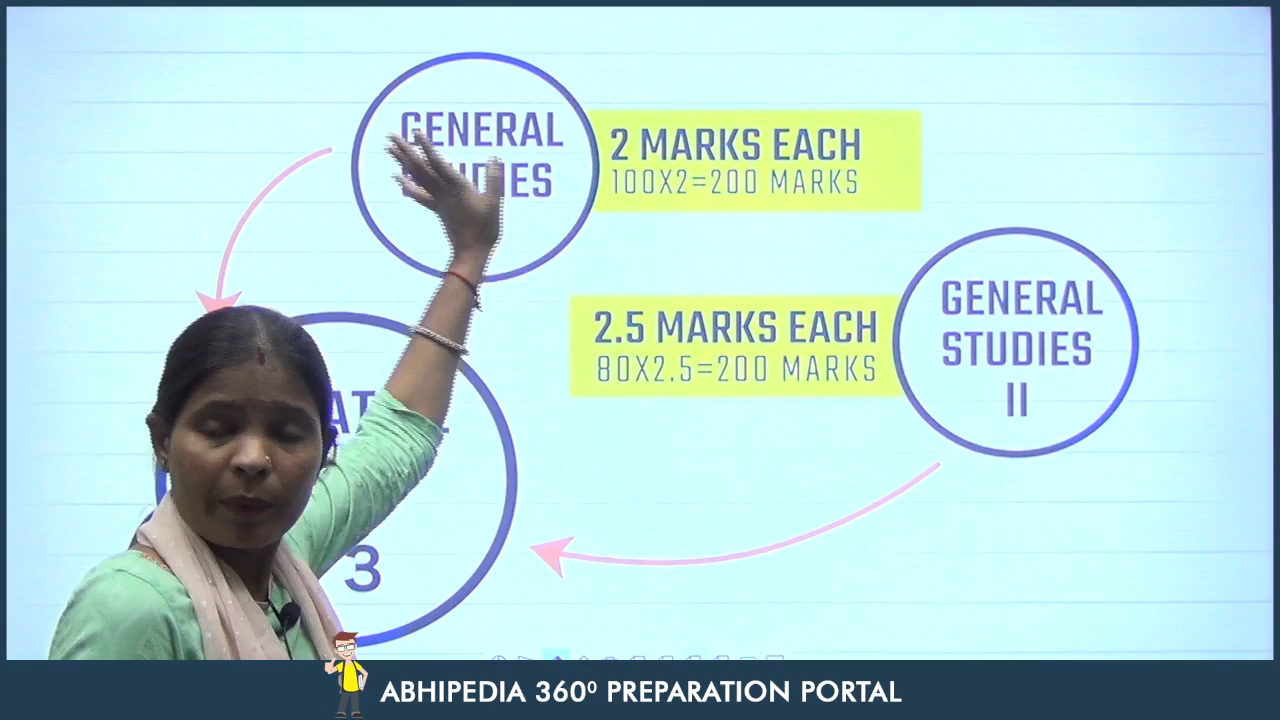 GENERAL
2 MARKS EACH
100X2=200 MARKS
2.5 MARKS EACH
80X2.5=200 MARKS
GENERAL
STUDIES
II
3
ABHIPEDIA 360⁰ PREPARATION PORTAL